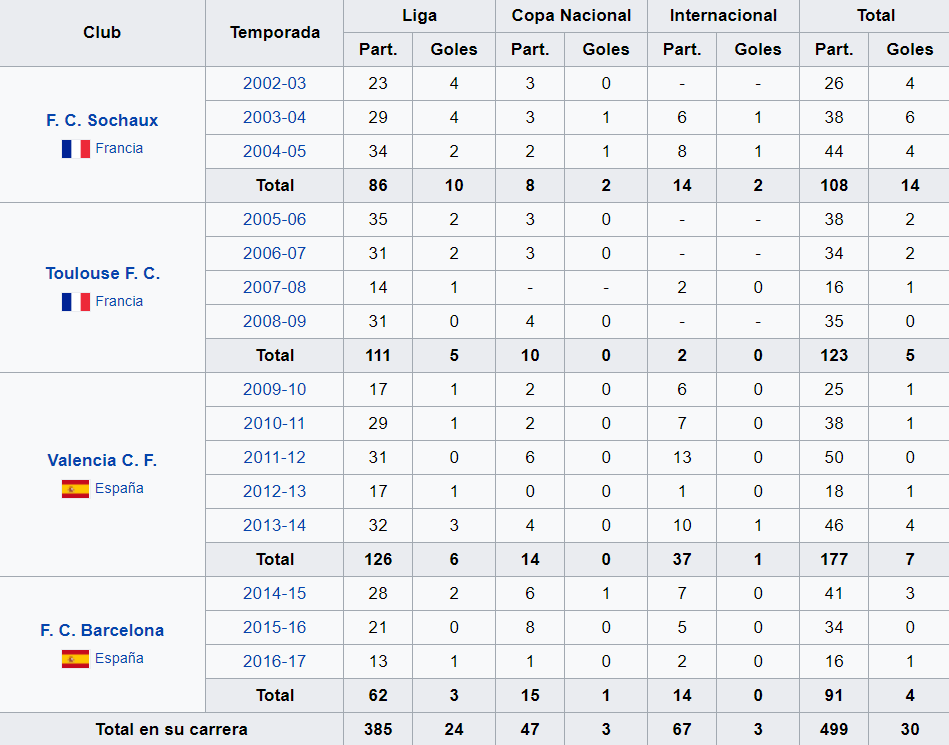 Club Temporada Liga Copa Nacional Internacional Total
Part. Goles Part. Goles Part. Goles Part. Goles
F. C. Sochaux
Francia
2002-03 23 4 3 0 - - 26 4
2003-04 29 4 3 1 6 1 38 6
2004-05 34 2 2 1 8 1 44 4
Total 86 10 8 2 14 2 108 14
Toulouse F. C.
Francia
2005-06 35 2 3 0 - - 38 2
2006-07 31 2 3 0 - - 34 2
2007-08 14 1 - - 2 0 16 1
2008-09 31 0 4 0 - - 35 0
Total 111 5 10 0 2 0 123 5
Valencia C. F.
España
2009-10 17 1 2 0 6 0 25 1
2010-11 29 1 2 0 7 0 38 1
2011-12 31 0 6 0 13 0 50 0
2012-13 17 1 0 0 1 0 18 1
2013-14 32 3 4 0 10 1 46 4
Total 126 6 14 0 37 1 177 7
F. C. Barcelona
España
2014-15 28 2 6 1 7 0 41 3
2015-16 21 0 8 0 5 0 34 0
2016-17 13 1 1 0 2 0 16 1
Total 62 3 15 1 14 0 91 4
Total en su carrera 385 24 47 3 67 3 499 30